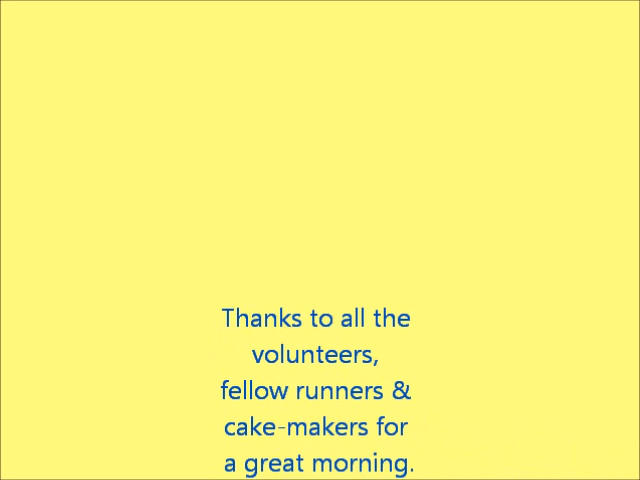 Thanks to all the
volunteers,
fellow runners &
cake-makers for
a great morning.